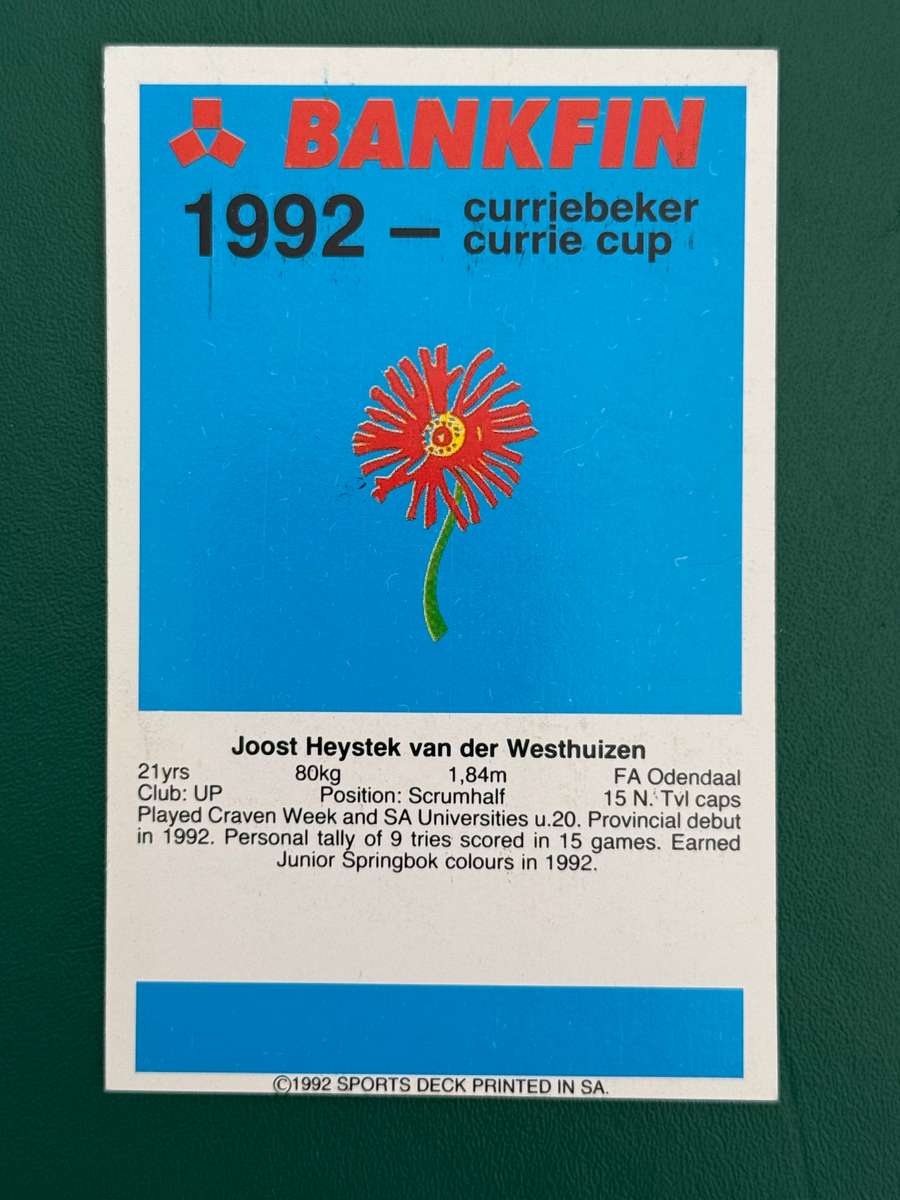 BANKFIN
1992 – curriebeker
currie cup
Joost Heystek van der Westhuizen
21yrs 80kg 1,84m FA Odendaal
Club: UP Position: Scrumhalf 15 N. Tvl caps
Played Craven Week and SA Universities u.20. Provincial debut
in 1992. Personal tally of 9 tries scored in 15 games. Earned
Junior Springbok colours in 1992.
©1992 SPORTS DECK PRINTED IN SA.